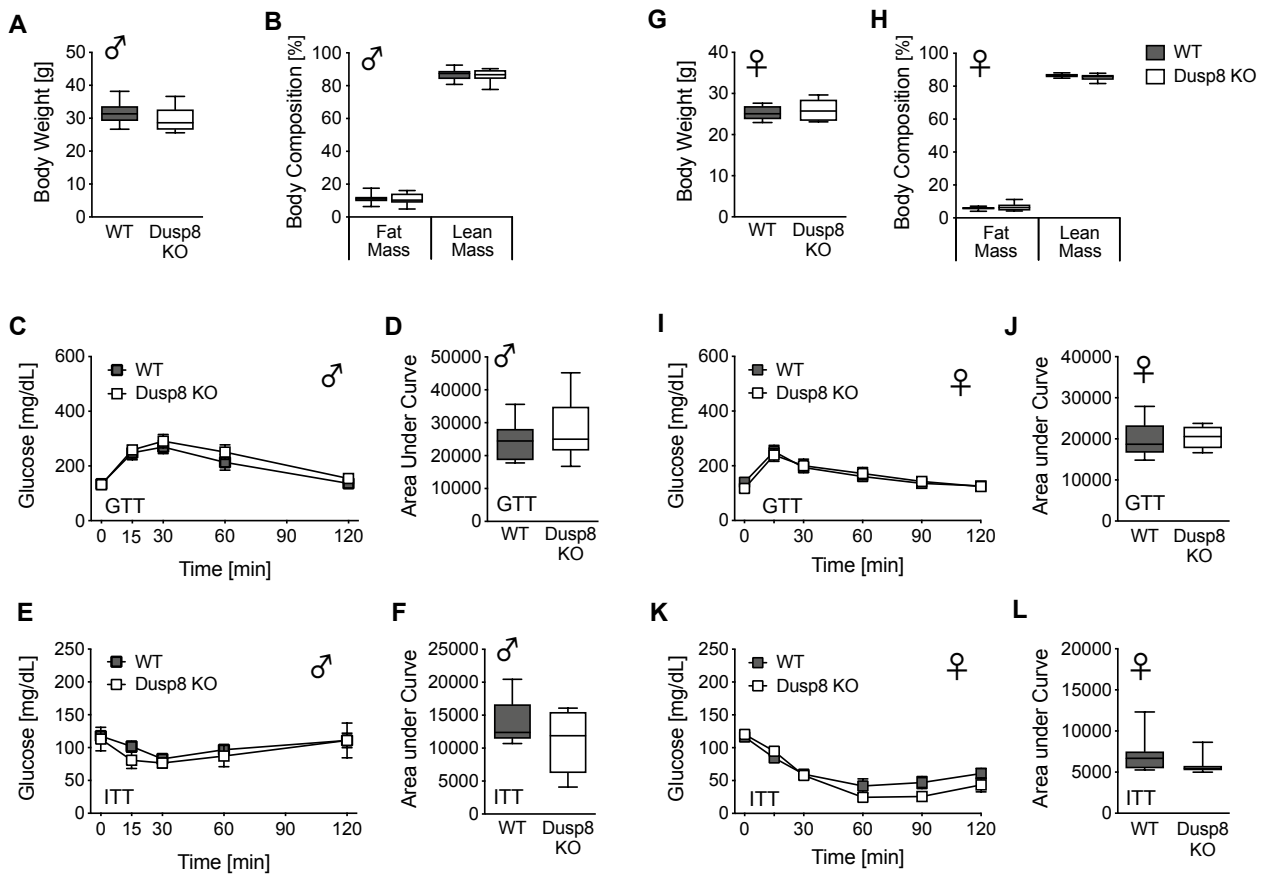 A
♂
Body Weight [g]
50
40
30
20
10
0
WT
Dusp8
KO
B
♂
Body Composition [%]
100
80
60
40
20
0
Fat
Mass
Lean
Mass
G
♀
Body Weight [g]
40
30
20
10
0
WT
Dusp8
KO
H
♀
Body Composition [%]
100
80
60
40
20
0
Fat
Mass
Lean
Mass
WT
Dusp8 KO
C
Glucose [mg/dL]
600
400
200
0
WT
Dusp8 KO
♂
GTT
0 15 30 60 90 120
Time [min]
D
Area Under Curve
50000
40000
30000
20000
10000
0
♂
GTT
WT
Dusp8
KO
I
Glucose [mg/dL]
600
400
200
0
WT
Dusp8 KO
♀
GTT
0 15 30 60 90 120
Time [min]
J
Area under Curve
40000
30000
20000
10000
0
♀
GTT
WT
Dusp8
KO
E
Glucose [mg/dL]
250
200
150
100
50
0
WT
Dusp8 KO
♂
ITT
0 15 30 60 90 120
Time [min]
F
Area under Curve
25000
20000
15000
10000
5000
0
♂
ITT
WT
Dusp8
KO
K
Glucose [mg/dL]
250
200
150
100
50
0
WT
Dusp8 KO
♀
ITT
0 15 30 60 90 120
Time [min]
L
Area under Curve
20000
15000
10000
5000
0
♀
ITT
WT
Dusp8
KO